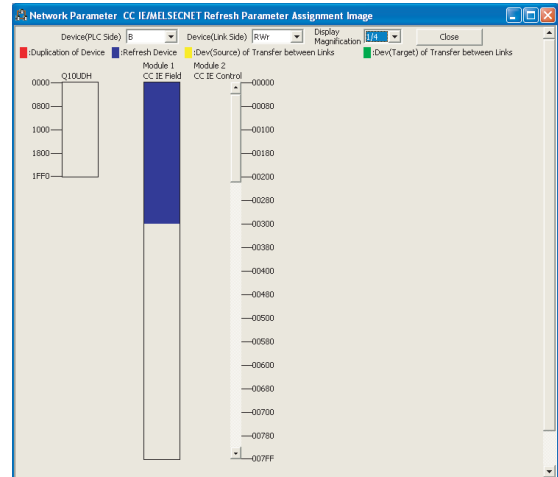 Network Parameter CC IE/MELSECNET Refresh Parameter Assignment Image
Device(PLC Side) B Device(Link Side) RWr Display Magnification 1/4 Close
:Duplication of Device :Refresh Device :Dev(Source) of Transfer between Links :Dev(Target) of Transfer between Links
Module 1 Module 2
Q10UDH CC IE Field CC IE Control
0000 00000
0800 00080
1000 00100
1800 00180
1FF0 00200
00280
00300
00380
00400
00480
00500
00580
00600
00680
00700
00780
007FF